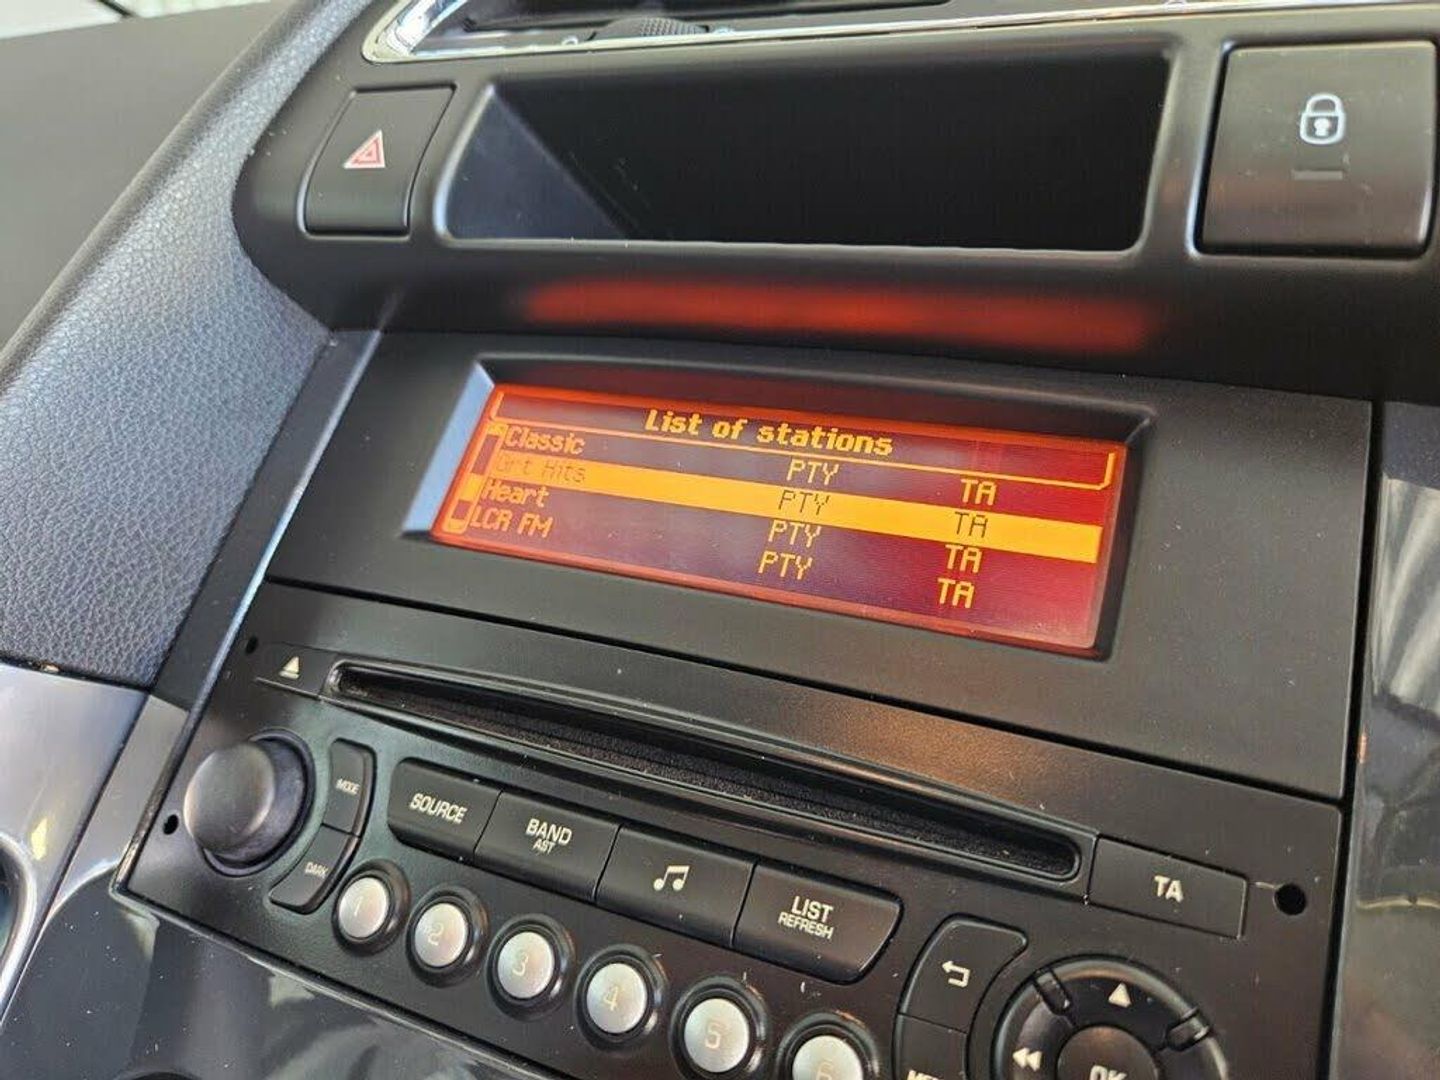 List of stations
Classic PTY TA
Grt Hits PTY TA
Heart PTY TA
LCR FM PTY TA
MODE
DARK
SOURCE
BAND
AST
LIST
REFRESH
TA
1
2
3
4
5
6
OK